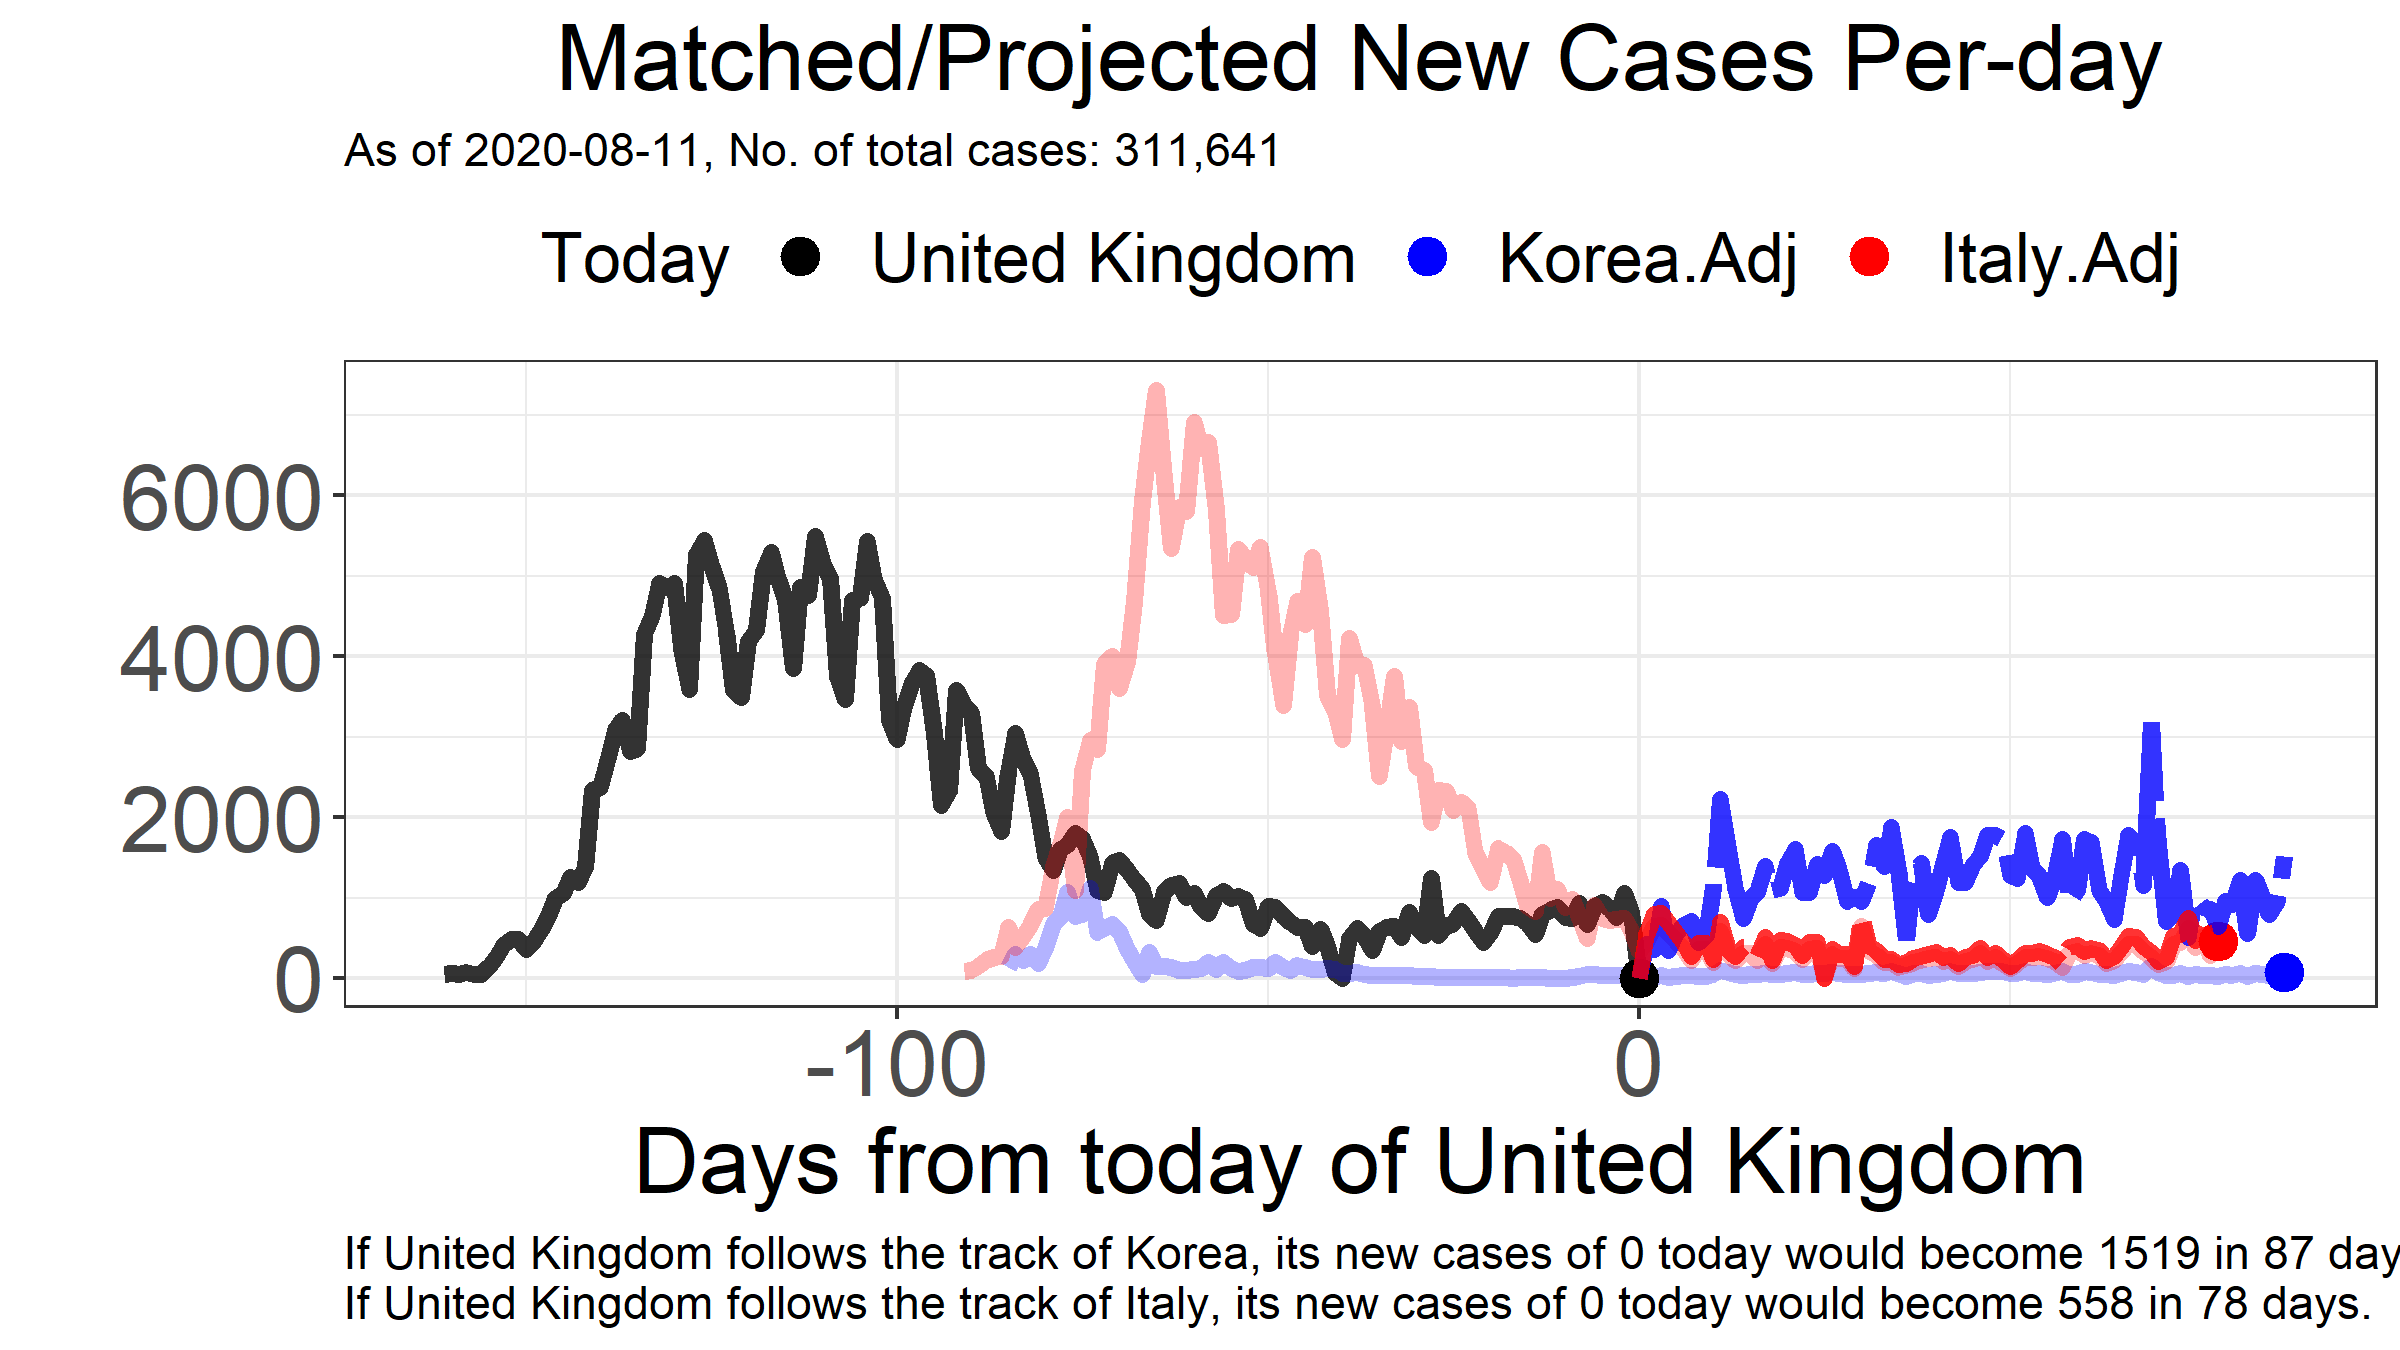 Matched/Projected New Cases Per-day
As of 2020-08-11, No. of total cases: 311,641
Today United Kingdom Korea.Adj Italy.Adj
6000
4000
2000
0
-100 0
Days from today of United Kingdom
If United Kingdom follows the track of Korea, its new cases of 0 today would become 1519 in 87 day
If United Kingdom follows the track of Italy, its new cases of 0 today would become 558 in 78 days.